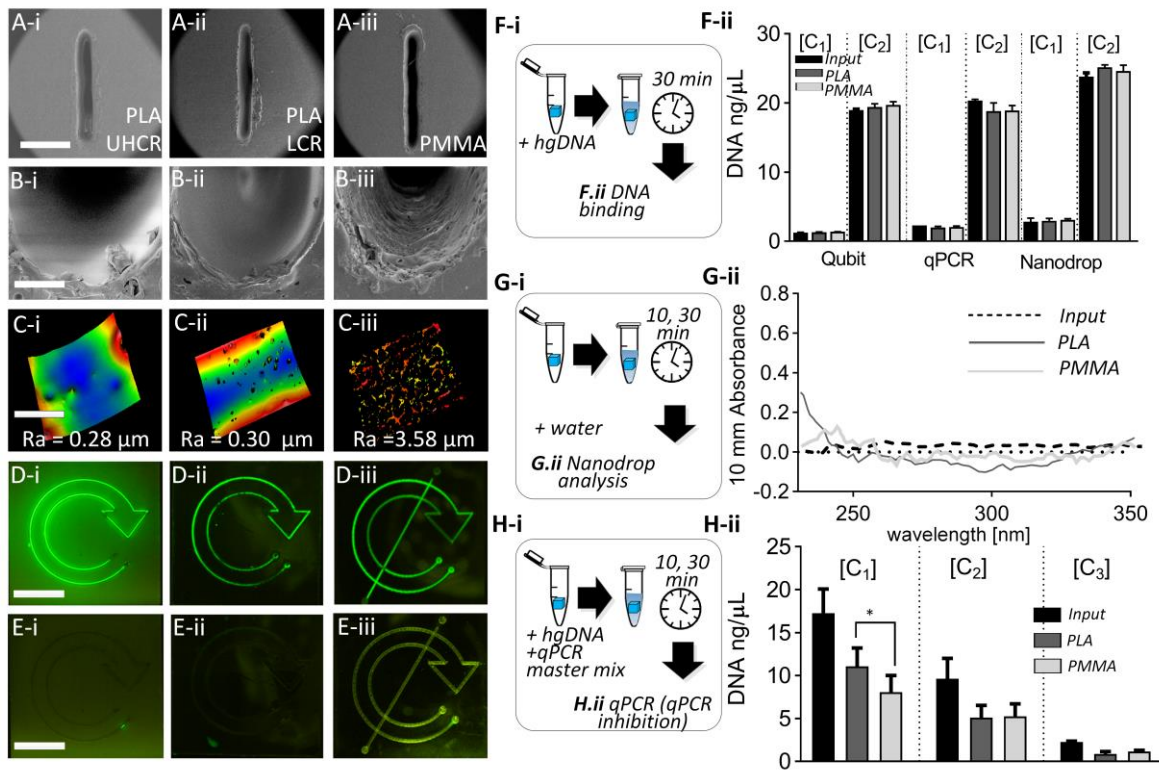 A-i
A-ii
A-iii
PLA
UHCR
PLA
LCR
PMMA
B-i
B-ii
B-iii
C-i
C-ii
C-iii
Ra = 0.28 μm
Ra = 0.30 μm
Ra =3.58 μm
D-i
D-ii
D-iii
E-i
E-ii
E-iii
F-i
30 min
+ hgDNA
F.ii DNA
binding
F-ii
DNA ng/μL
30
20
10
0
[C1]
[C2]
[C1]
[C2]
[C1]
[C2]
Input
PLA
PMMA
Qubit
qPCR
Nanodrop
G-i
10, 30
min
+ water
G.ii Nanodrop
analysis
G-ii
10 mm Absorbance
0.8
0.6
0.4
0.2
-0.0
-0.2
Input
PLA
PMMA
250
300
350
wavelength [nm]
H-i
10, 30
min
+ hgDNA
+qPCR
master mix
H.ii qPCR (qPCR
inhibition)
H-ii
DNA ng/μL
25
20
15
10
5
0
[C1]
[C2]
[C3]
*
Input
PLA
PMMA